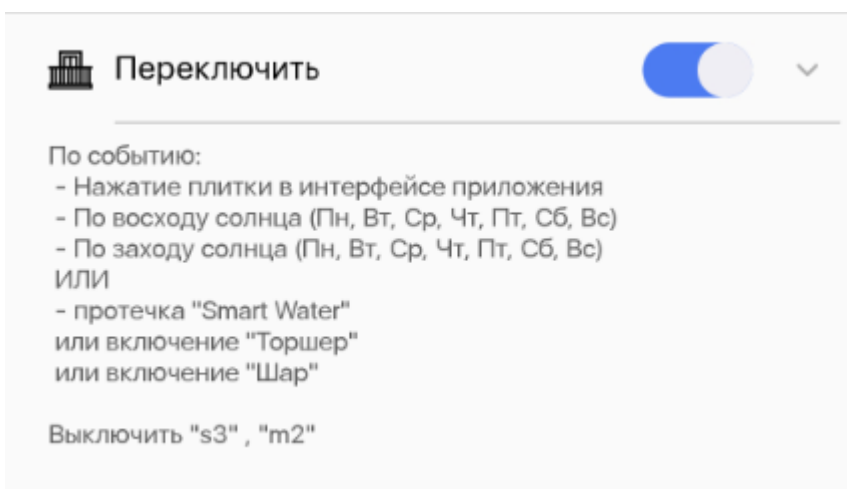 Переключить
По событию:
- Нажатие плитки в интерфейсе приложения
- По восходу солнца (Пн, Вт, Ср, Чт, Пт, Сб, Вс)
- По заходу солнца (Пн, Вт, Ср, Чт, Пт, Сб, Вс)
ИЛИ
- протечка "Smart Water"
или включение "Торшер"
или включение "Шар"
Выключить "s3" , "m2"